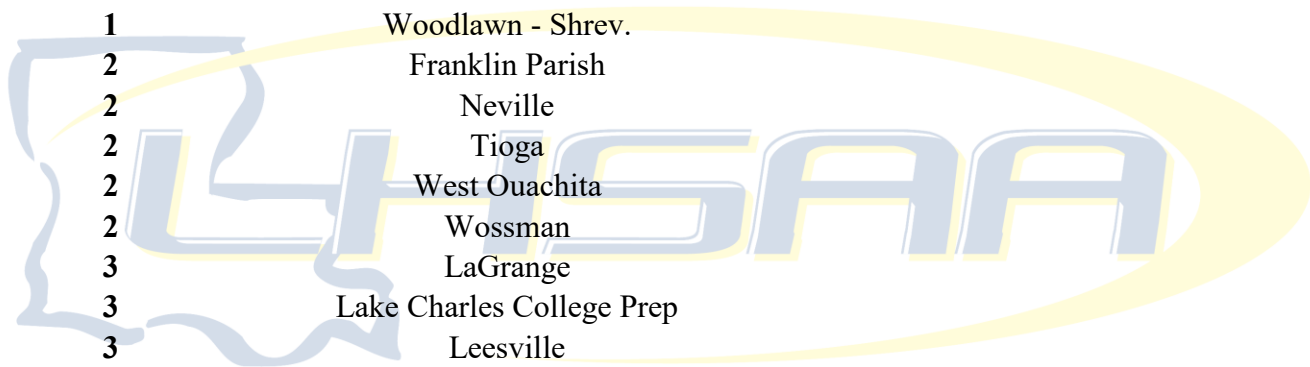 1 Woodlawn - Shrev.
2 Franklin Parish
2 Neville
2 Tioga
2 West Ouachita
2 Wossman
3 LaGrange
3 Lake Charles College Prep
3 Leesville
LHSAA